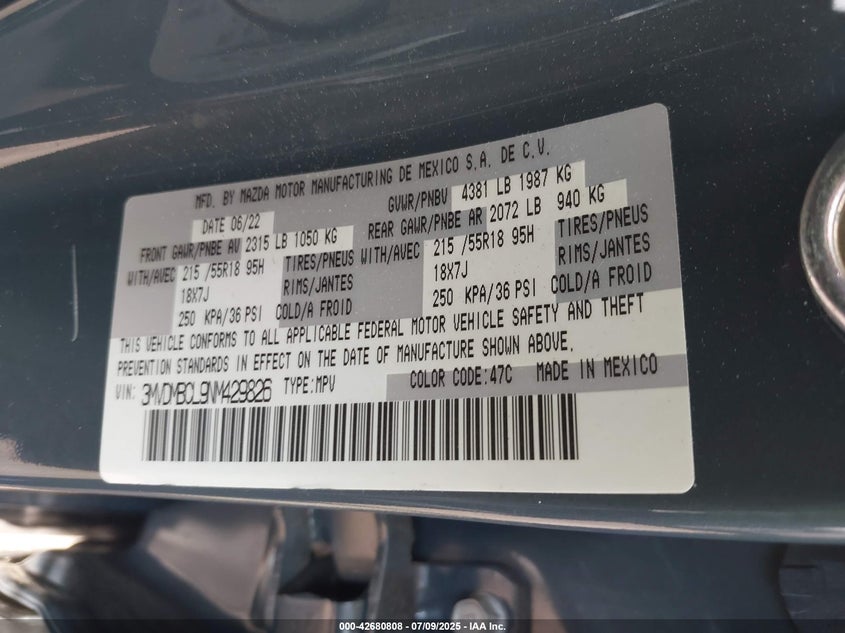 MFD. BY MAZDA MOTOR MANUFACTURING DE MEXICO S.A. DE C.V.
DATE 06/22 GVWR/PNBV 4381 LB 1987 KG
FRONT GAWR/PNBE AV 2315 LB 1050 KG REAR GAWR/PNBE AR 2072 LB 940 KG
WITH/AVEC 215 /55R18 95H TIRES/PNEUS WITH/AVEC 215 /55R18 95H TIRES/PNEUS
18X7J RIMS/JANTES 18X7J RIMS/JANTES
250 KPA/36 PSI COLD/A FROID 250 KPA/36 PSI COLD/A FROID
THIS VEHICLE CONFORMS TO ALL APPLICABLE FEDERAL MOTOR VEHICLE SAFETY AND THEFT
PREVENTION STANDARDS IN EFFECT ON THE DATE OF MANUFACTURE SHOWN ABOVE.
VIN: 3MVDMBCL9NM429826 TYPE:MPV COLOR CODE:47C MADE IN MEXICO
000-42680808 | 07/09/2025 - IAA Inc.